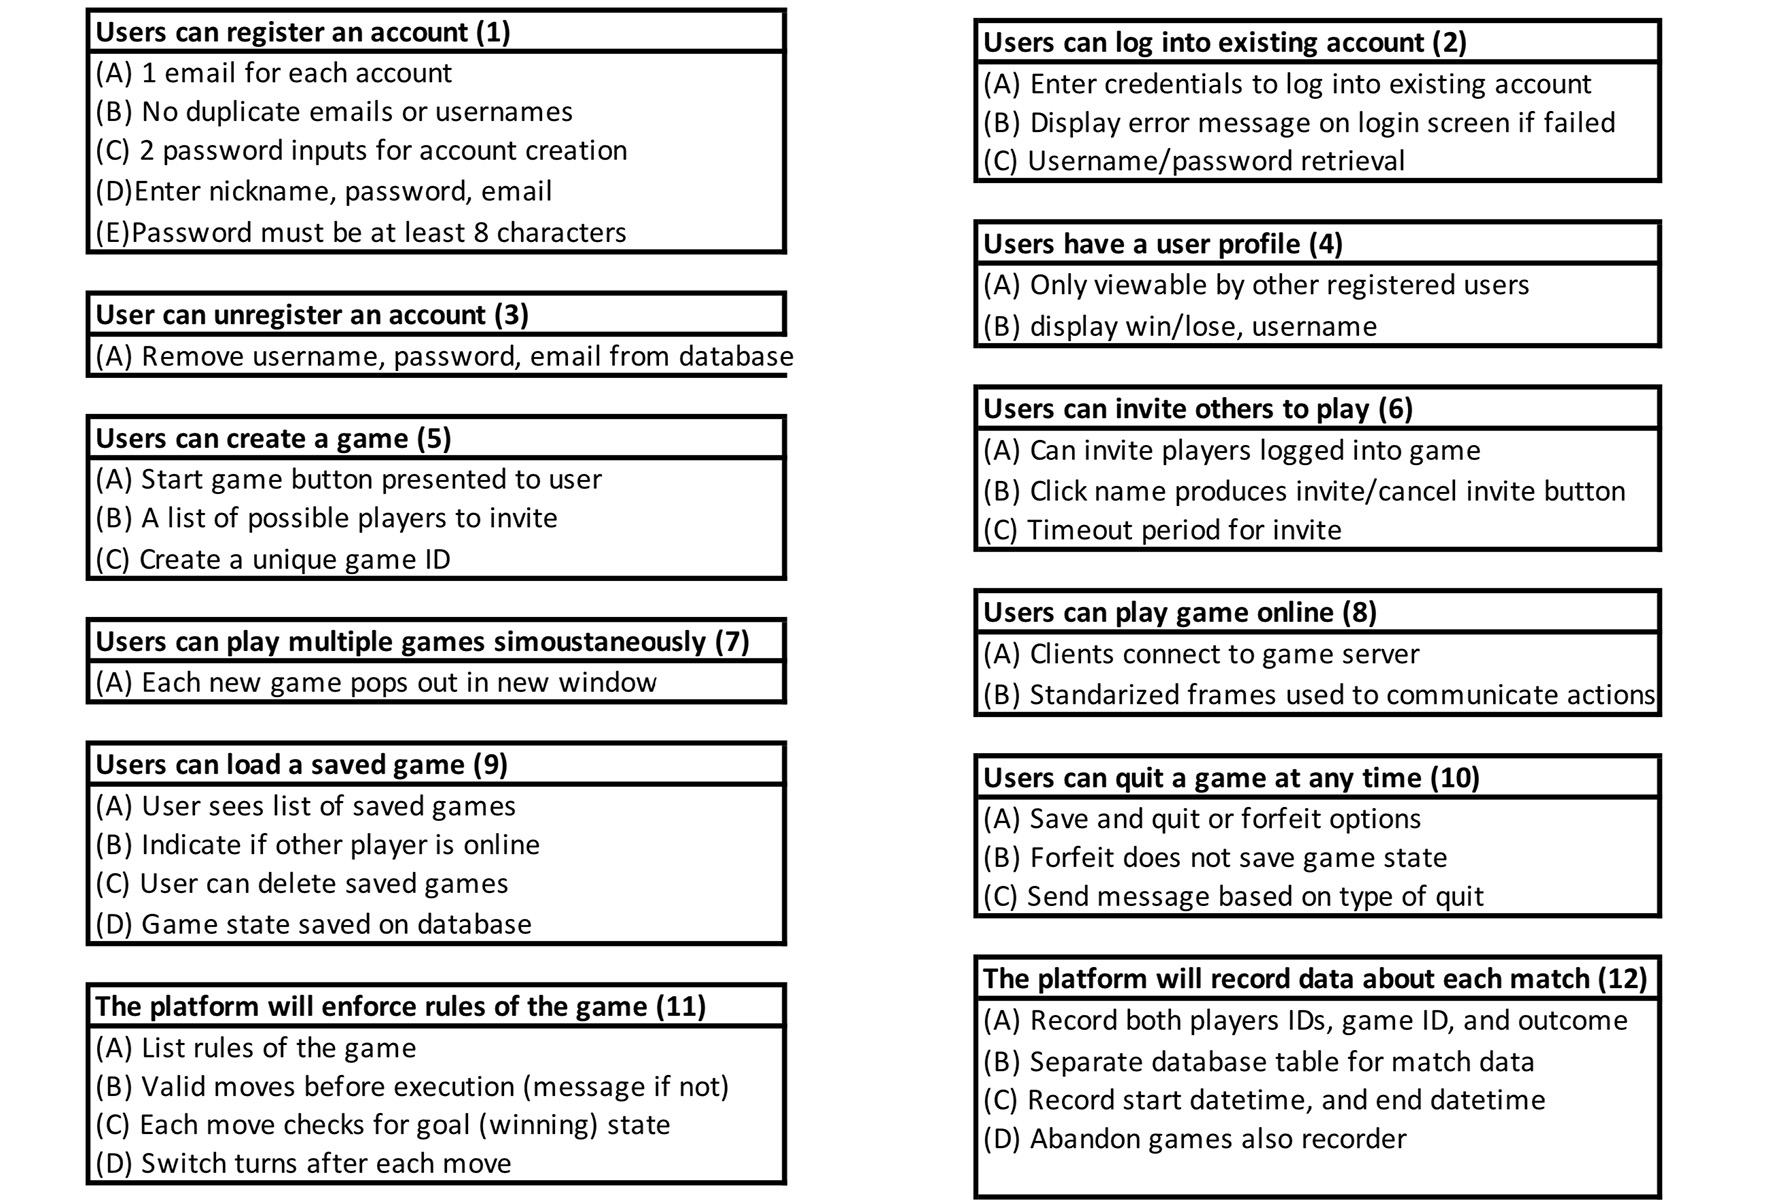 Users can register an account (1)
(A) 1 email for each account
(B) No duplicate emails or usernames
(C) 2 password inputs for account creation
(D)Enter nickname, password, email
(E)Password must be at least 8 characters
Users can log into existing account (2)
(A) Enter credentials to log into existing account
(B) Display error message on login screen if failed
(C) Username/password retrieval
User can unregister an account (3)
(A) Remove username, password, email from database
Users have a user profile (4)
(A) Only viewable by other registered users
(B) display win/lose, username
Users can create a game (5)
(A) Start game button presented to user
(B) A list of possible players to invite
(C) Create a unique game ID
Users can invite others to play (6)
(A) Can invite players logged into game
(B) Click name produces invite/cancel invite button
(C) Timeout period for invite
Users can play multiple games simoustaneously (7)
(A) Each new game pops out in new window
Users can play game online (8)
(A) Clients connect to game server
(B) Standarized frames used to communicate actions
Users can load a saved game (9)
(A) User sees list of saved games
(B) Indicate if other player is online
(C) User can delete saved games
(D) Game state saved on database
Users can quit a game at any time (10)
(A) Save and quit or forfeit options
(B) Forfeit does not save game state
(C) Send message based on type of quit
The platform will enforce rules of the game (11)
(A) List rules of the game
(B) Valid moves before execution (message if not)
(C) Each move checks for goal (winning) state
(D) Switch turns after each move
The platform will record data about each match (12)
(A) Record both players IDs, game ID, and outcome
(B) Separate database table for match data
(C) Record start datetime, and end datetime
(D) Abandon games also recorder